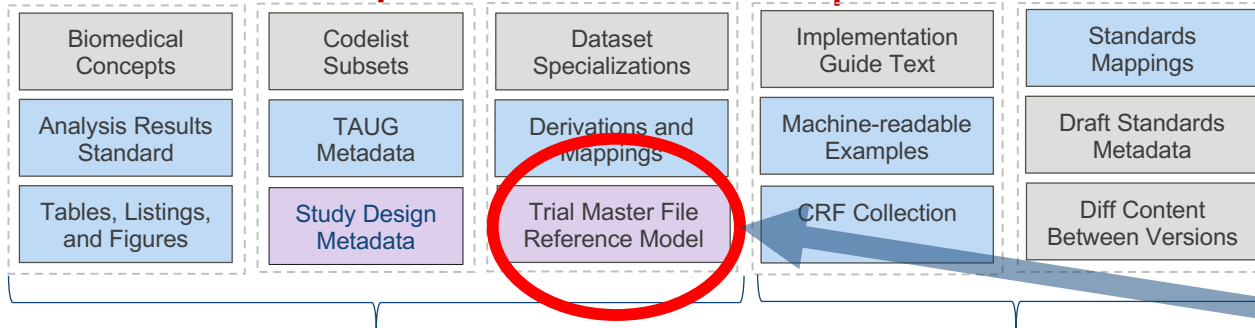 Biomedical
Concepts
Analysis Results
Standard
Tables, Listings,
and Figures
Codelist
Subsets
TAUG
Metadata
Study Design
Metadata
Dataset
Specializations
Derivations and
Mappings
Trial Master File
Reference Model
Implementation
Guide Text
Machine-readable
Examples
CRF Collection
Standards
Mappings
Draft Standards
Metadata
Diff Content
Between Versions